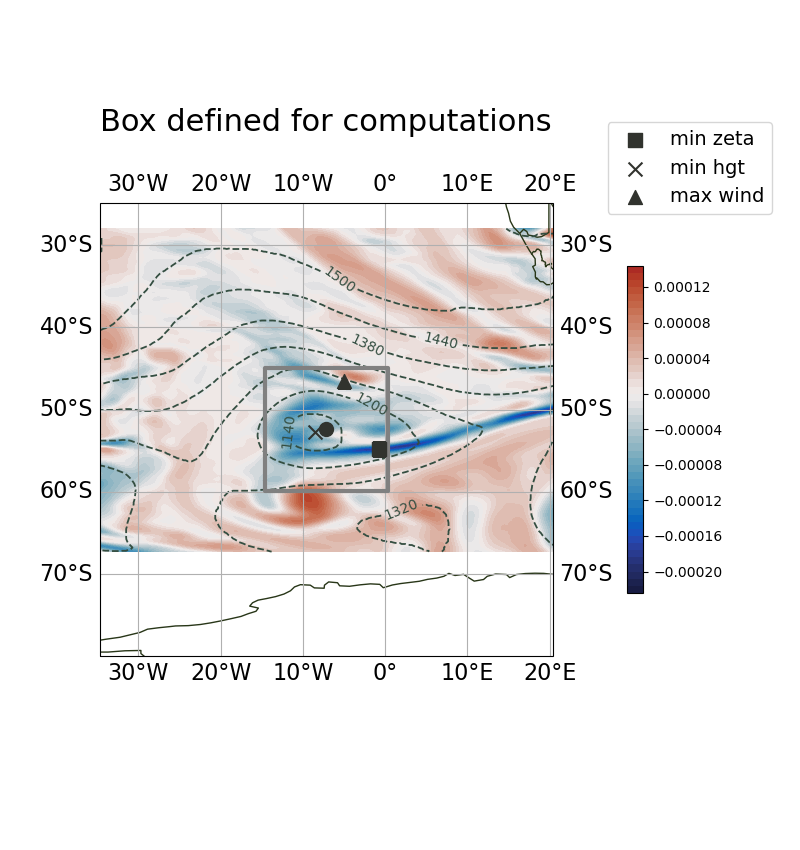 Box defined for computations
min zeta
min hgt
max wind
30°W 20°W 10°W 0° 10°E 20°E
30°S 30°S
40°S 40°S
50°S 50°S
60°S 60°S
70°S 70°S
1500
1440
1380
1200
1140
1320
30°W 20°W 10°W 0° 10°E 20°E
0.00012
0.00008
0.00004
0.00000
−0.00004
−0.00008
−0.00012
−0.00016
−0.00020